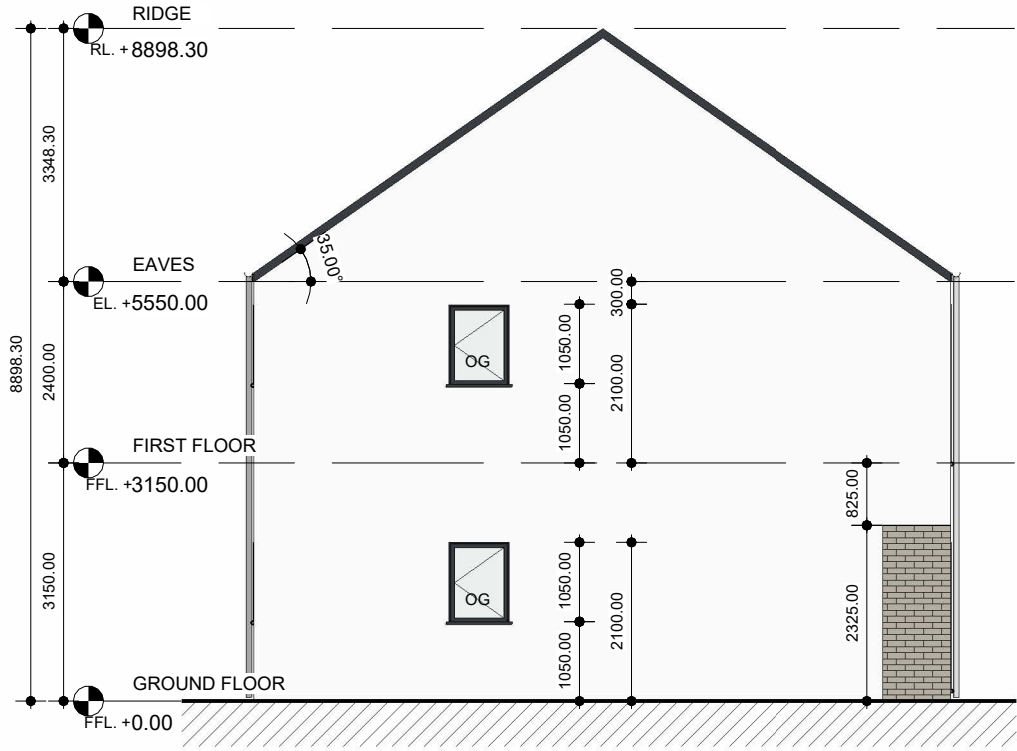 RIDGE
RL. +8898.30
3348.30
35.00°
EAVES
EL. +5550.00
300.00
1050.00
OG
8898.30
2400.00
2100.00
1050.00
FIRST FLOOR
FFL. +3150.00
825.00
1050.00
3150.00
OG
2100.00
2325.00
1050.00
GROUND FLOOR
FFL. +0.00